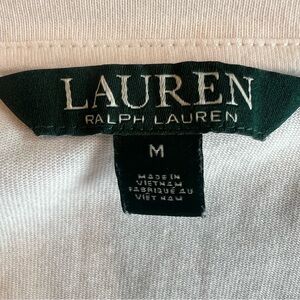 LAUREN
RALPH LAUREN
M
MADE IN
VIETNAM
FABRIQUÉ AU
VIET NAM